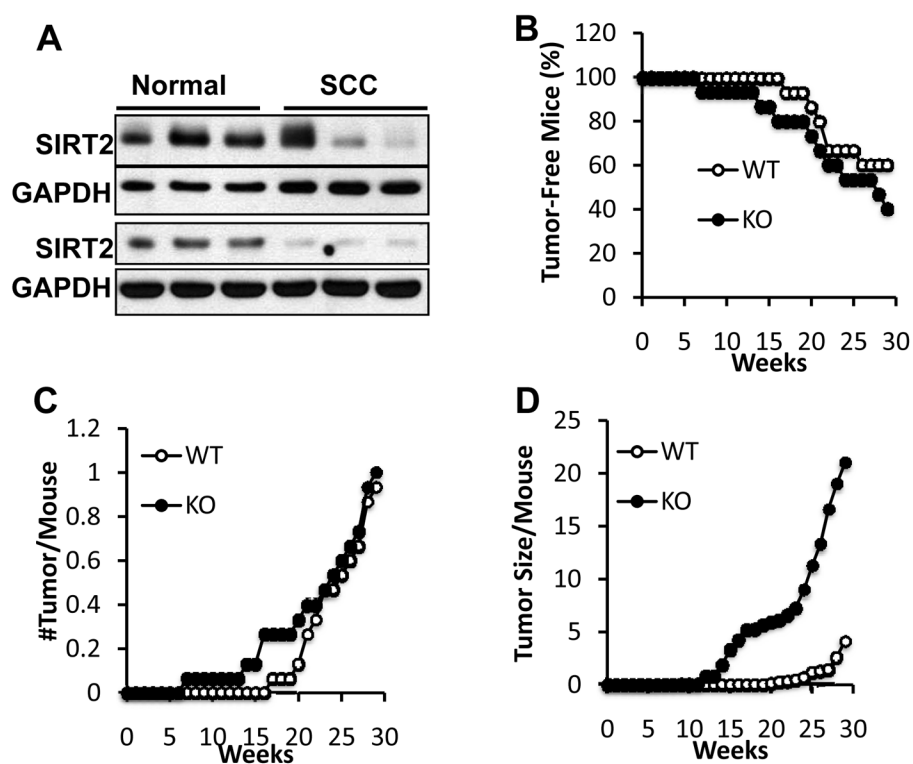 A
Normal SCC
SIRT2
GAPDH
SIRT2
GAPDH
B
Tumor-Free Mice (%)
120
100
80
60
40
20
0
WT
KO
0 5 10 15 20 25 30
Weeks
C
#Tumor/Mouse
1.2
1
0.8
0.6
0.4
0.2
0
WT
KO
0 5 10 15 20 25 30
Weeks
D
Tumor Size/Mouse
25
20
15
10
5
0
WT
KO
0 5 10 15 20 25 30
Weeks